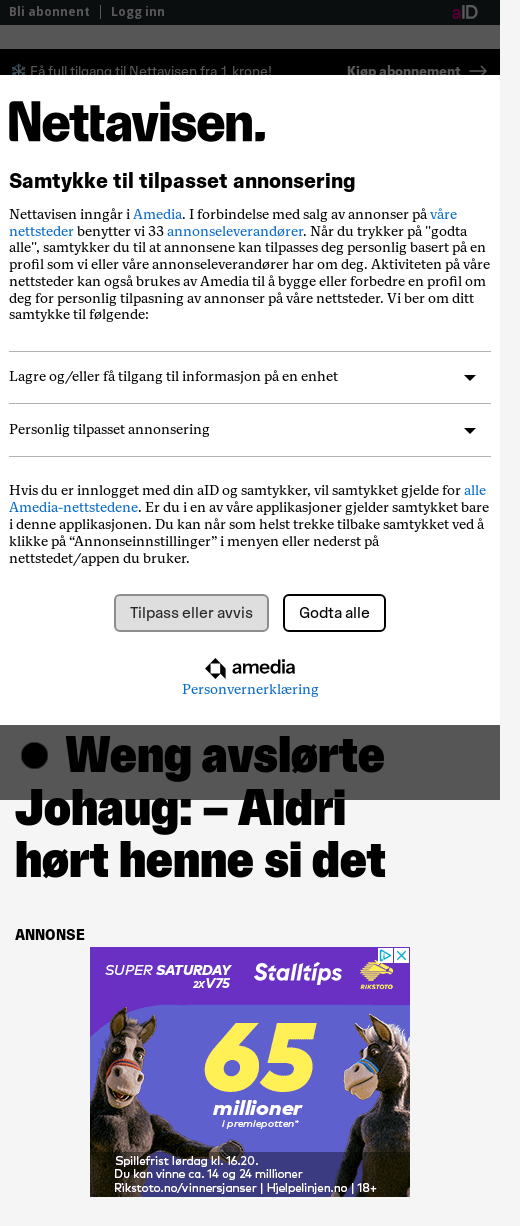 Bli abonnent | Logg inn
aID
Få full tilgang til Nettavisen fra 1 krone!
Kjøp abonnement
Nettavisen.
Samtykke til tilpasset annonsering
Nettavisen inngår i Amedia. I forbindelse med salg av annonser på våre
nettsteder benytter vi 33 annonseleverandører. Når du trykker på "godta
alle", samtykker du til at annonsene kan tilpasses deg personlig basert på en
profil som vi eller våre annonseleverandører har om deg. Aktiviteten på våre
nettsteder kan også brukes av Amedia til å bygge eller forbedre en profil om
deg for personlig tilpasning av annonser på våre nettsteder. Vi ber om ditt
samtykke til følgende:
Lagre og/eller få tilgang til informasjon på en enhet
Personlig tilpasset annonsering
Hvis du er innlogget med din aID og samtykker, vil samtykket gjelde for alle
Amedia-nettstedene. Er du i en av våre applikasjoner gjelder samtykket bare
i denne applikasjonen. Du kan når som helst trekke tilbake samtykket ved å
klikke på “Annonseinnstillinger” i menyen eller nederst på
nettstedet/appen du bruker.
Tilpass eller avvis
Godta alle
amedia
Personvernerklæring
Weng avslørte
Johaug: – Aldri
hørt henne si det
ANNONSE
SUPER SATURDAY
2xV75
Stalltips
RIKSTOTO
65
millioner
i premiepotten*
Spillefrist lørdag kl. 16.20.
Du kan vinne ca. 14 og 24 millioner
Rikstoto.no/vinnersjanser | Hjelpelinjen.no | 18+